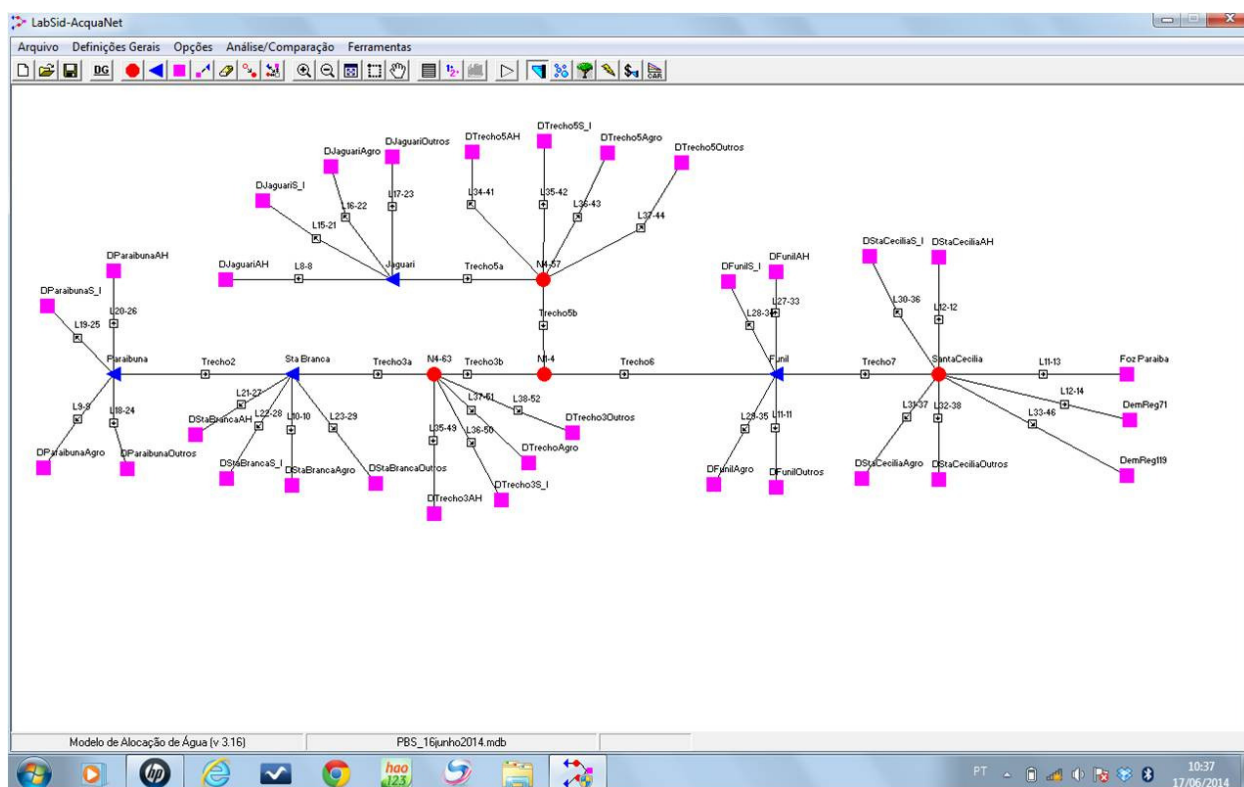 LabSid-AcquaNet
Arquivo Definições Gerais Opções Análise/Comparação Ferramentas
DG
CAR
DJaguariOutros
DJaguariAgro
DJaguariS_I
DTrecho5AH
DTrecho5S_I
DTrecho5Agro
DTrecho5Outros
L17-23
L16-22
L15-21
L34-41
L35-42
L36-43
L37-44
DJaguariAH
L8-8
Jaguari
Trecho5a
N4-57
Trecho5b
DParaibunaAH
DParaibunaS_I
L20-26
L19-25
DFunilS_I
DFunilAH
L27-33
DStaCeciliaS_I
DStaCeciliaAH
L30-36
L12-12
Paraibuna
Trecho2
Sta Branca
Trecho3a
N4-63
Trecho3b
N1-4
Trecho6
Funil
Trecho7
SantaCecilia
L11-13
Foz Paraiba
L9-9
L18-24
DParaibunaAgro
DParaibunaOutros
L21-27
L22-28
L10-10
L23-29
DStaBrancaAH
DStaBrancaS_I
DStaBrancaAgro
DStaBrancaOutros
L35-49
L36-50
L37-51
L38-52
DTrecho3Outros
DTrechoAgro
DTrecho3S_I
DTrecho3AH
L29-35
L11-11
DFunilAgro
DFunilOutros
L31-37
L32-38
L33-46
L12-14
DemReg71
DemReg119
DStaCeciliaAgro
DStaCeciliaOutros
Modelo de Alocação de Água (v 3.16)
PBS_16junho2014.mdb
hp
hao
123
PT
10:37
17/06/2014